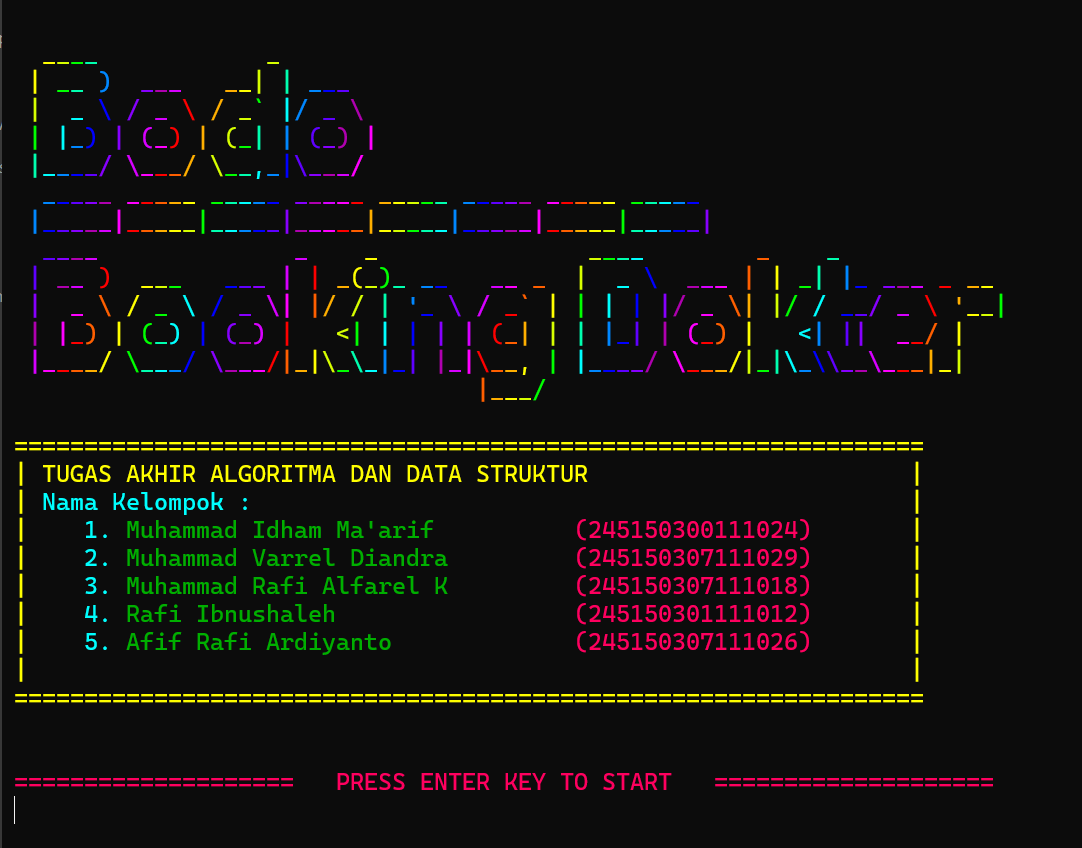 Bodo
Booking Dokter
TUGAS AKHIR ALGORITMA DAN DATA STRUKTUR
Nama Kelompok :
1. Muhammad Idham Ma'arif (245150300111024)
2. Muhammad Varrel Diandra (245150307111029)
3. Muhammad Rafi Alfarel K (245150307111018)
4. Rafi Ibnushaleh (245150301111012)
5. Afif Rafi Ardiyanto (245150307111026)
==================== PRESS ENTER KEY TO START ====================